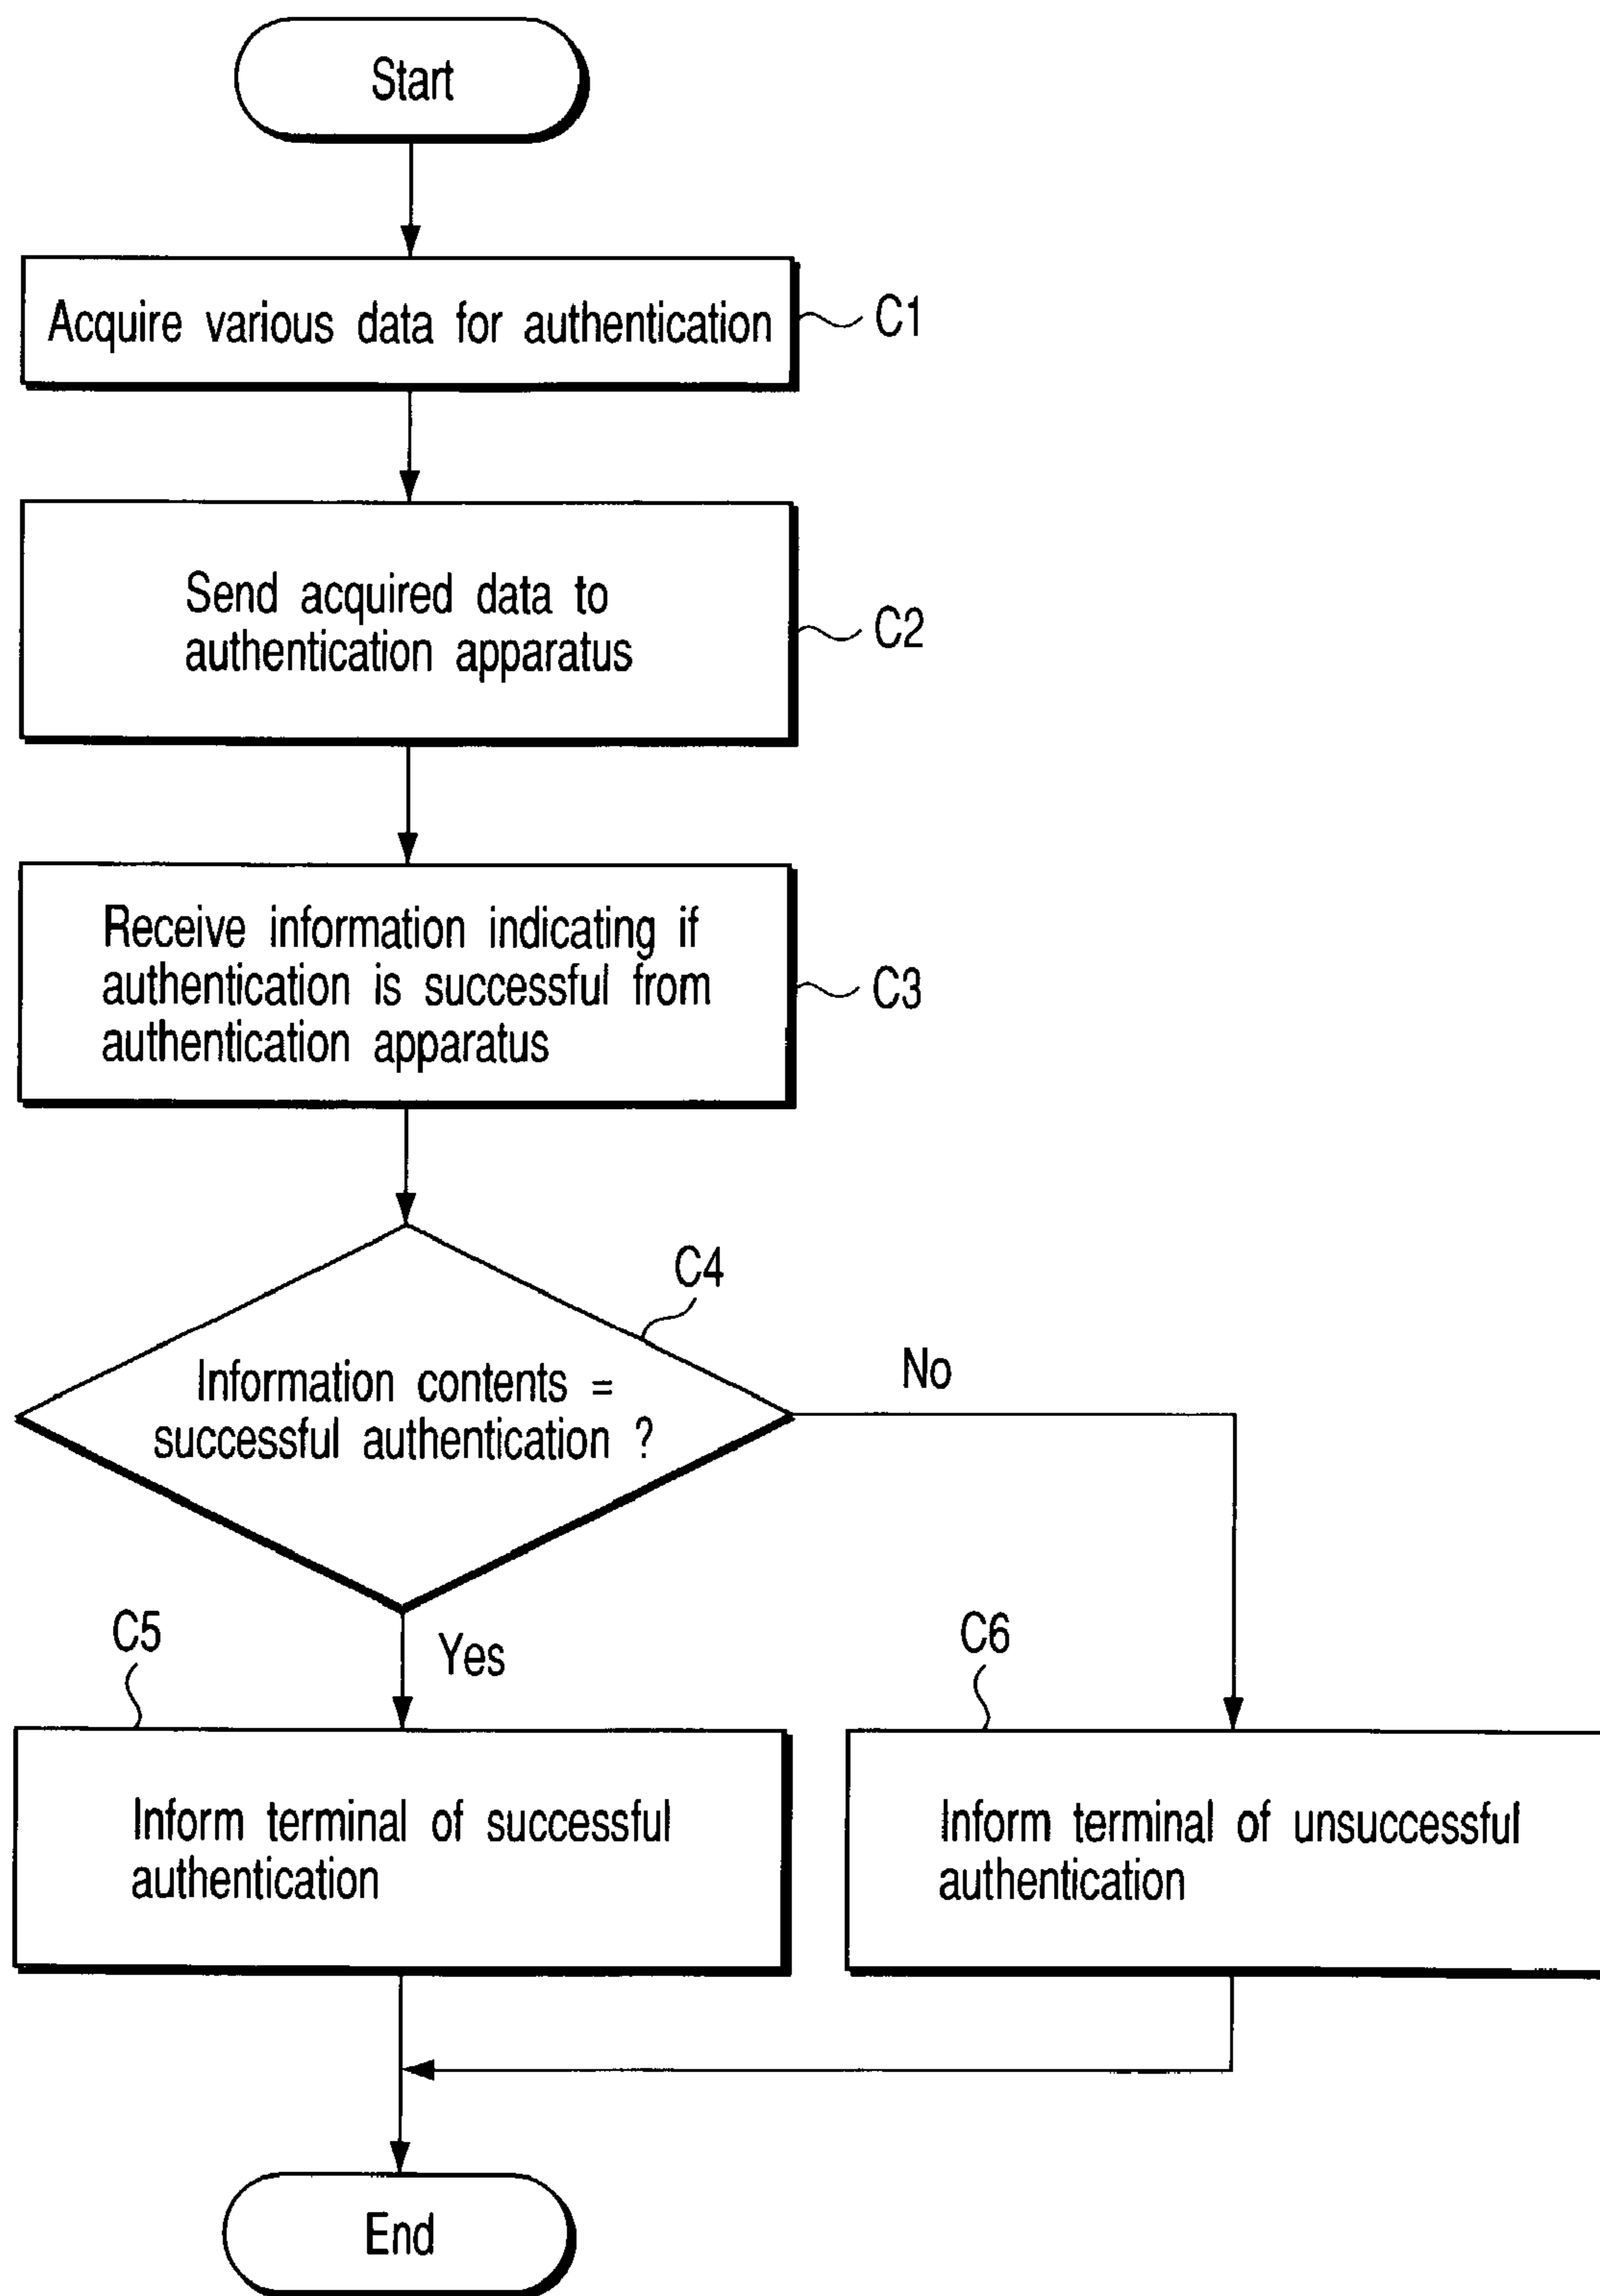 Start
Acquire various data for authentication
C1
Send acquired data to
authentication apparatus
C2
Receive information indicating if
authentication is successful from
authentication apparatus
C3
C4
Information contents =
successful authentication ?
No
Yes
C5
Inform terminal of successful
authentication
C6
Inform terminal of unsuccessful
authentication
End